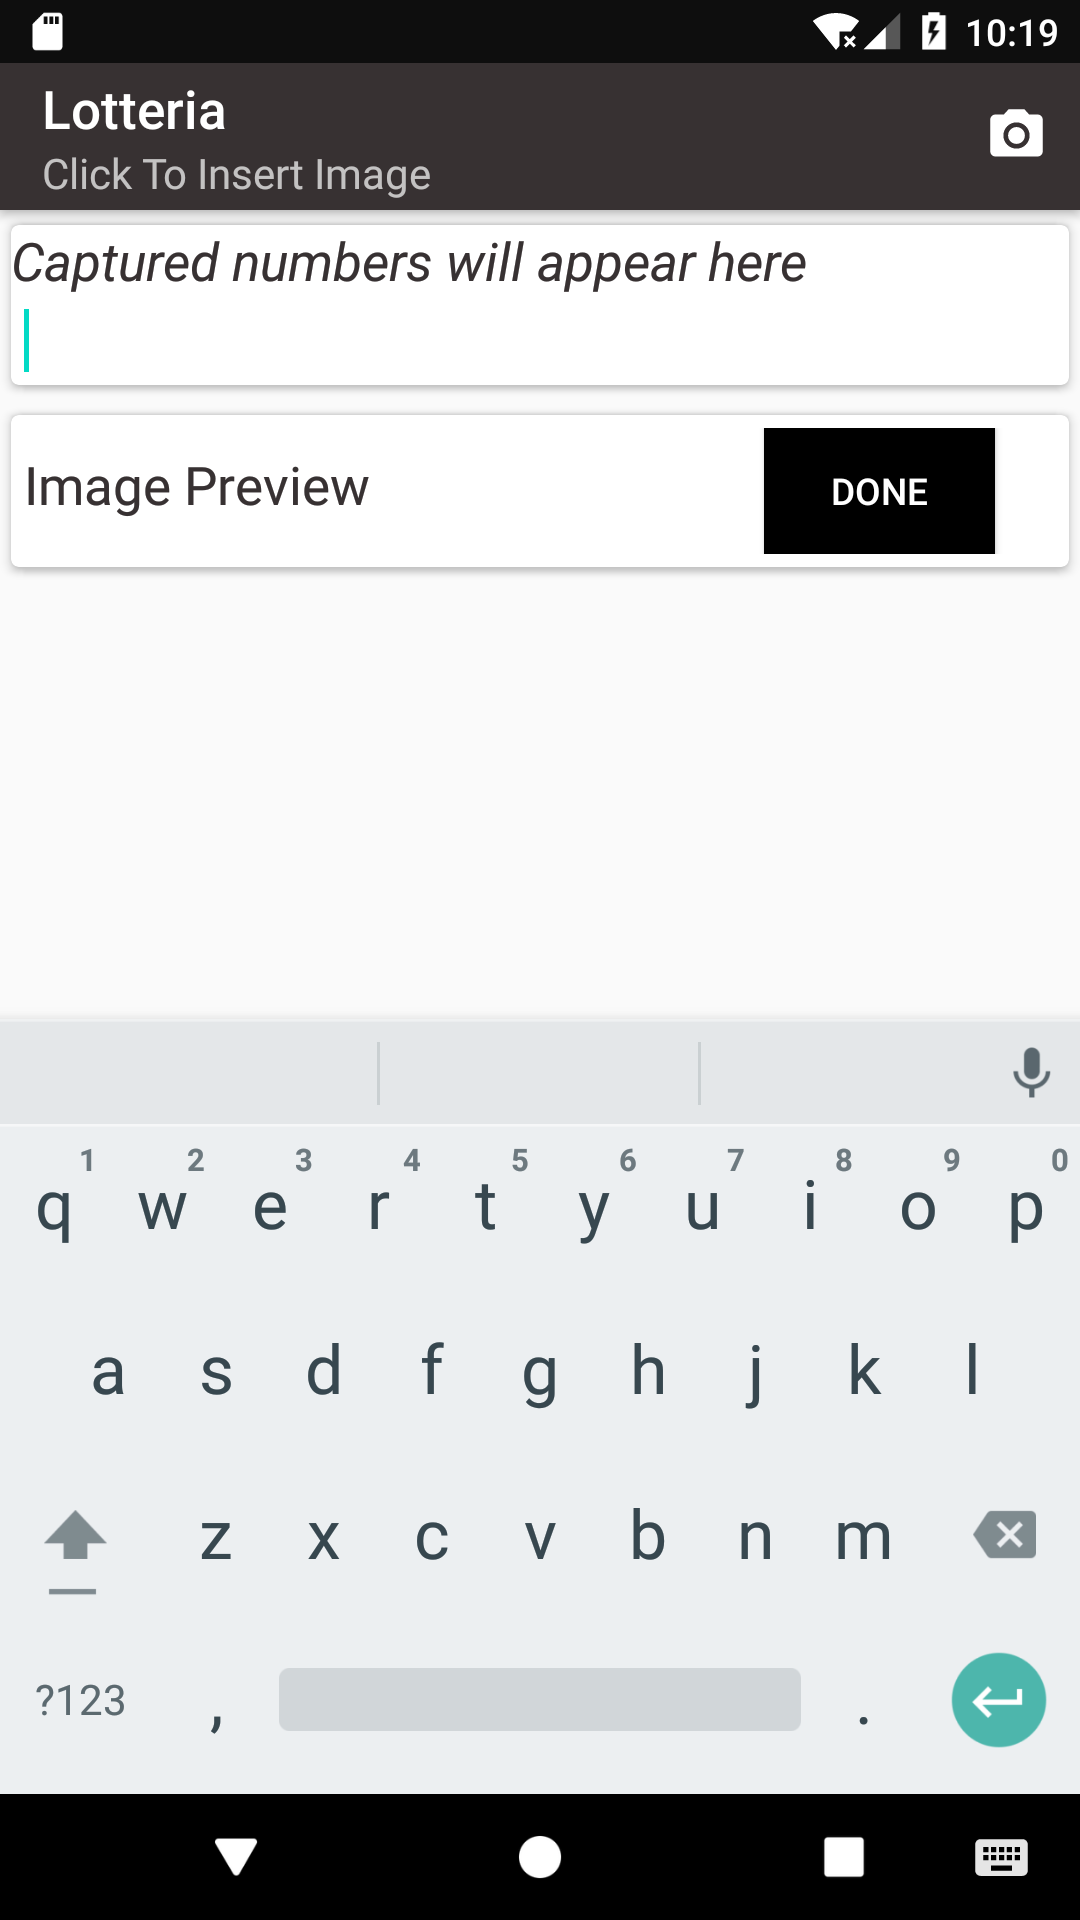 10:19
Lotteria
Click To Insert Image
Captured numbers will appear here
Image Preview
DONE
1 2 3 4 5 6 7 8 9 0
q w e r t y u i o p
a s d f g h j k l
z x c v b n m
?123 , .